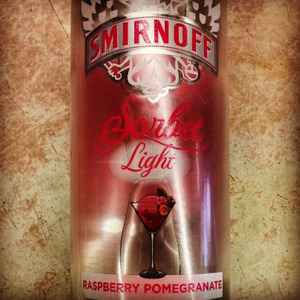 SMIRNOFF
Sorbet
Light
RASPBERRY POMEGRANATE